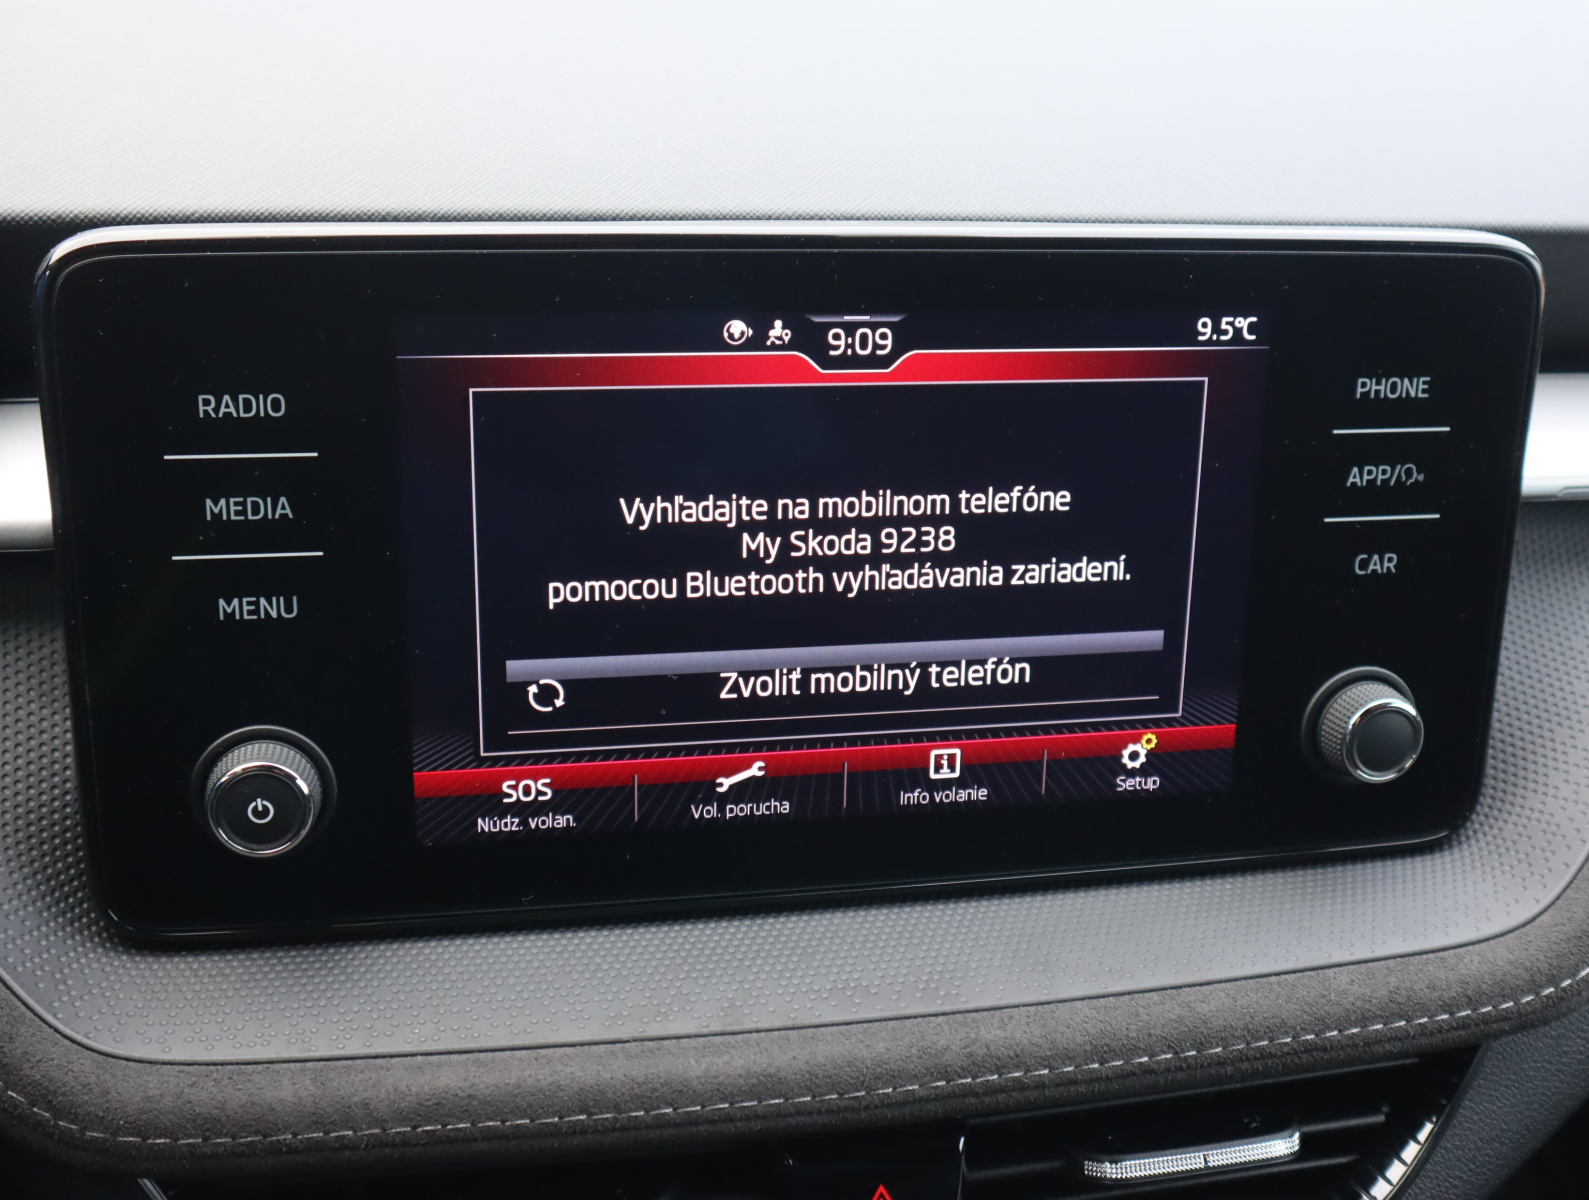 9:09
9.5°C
RADIO
MEDIA
MENU
Vyhľadajte na mobilnom telefóne
My Skoda 9238
pomocou Bluetooth vyhľadávania zariadení.
Zvoliť mobilný telefón
SOS
Núdz. volan.
Vol. porucha
i
Info volanie
Setup
PHONE
APP/
CAR